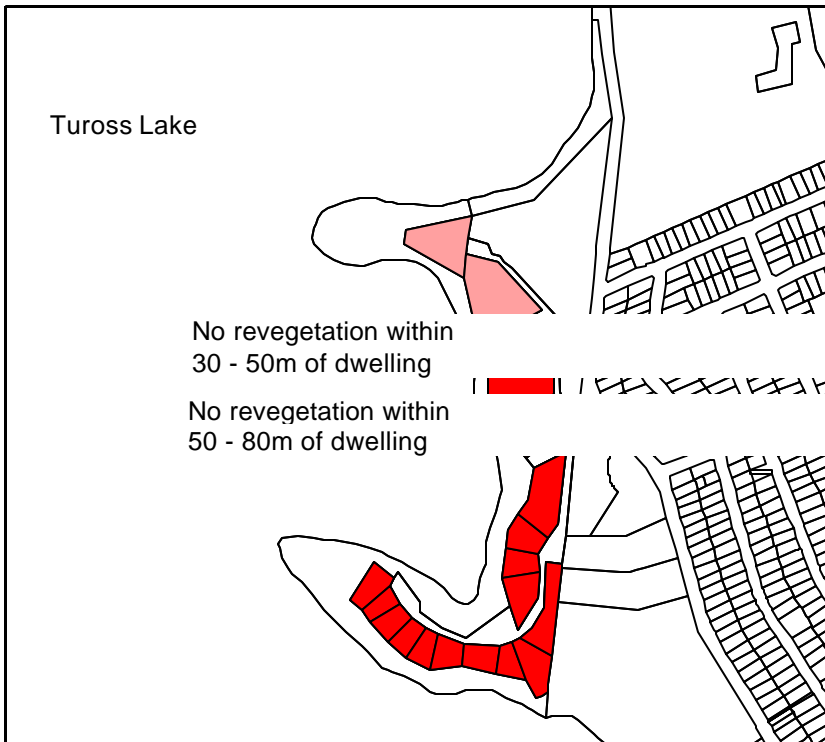 Tuross Lake
No revegetation within
30 - 50m of dwelling
No revegetation within
50 - 80m of dwelling